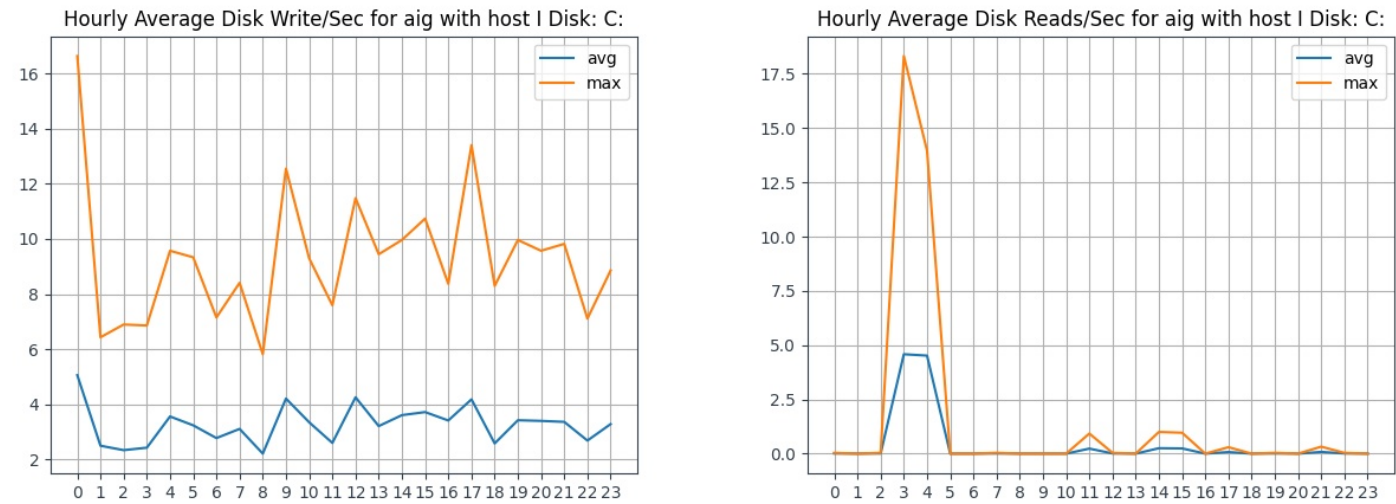 Hourly Average Disk Write/Sec for aig with host I Disk: C:
avg
max
16
14
12
10
8
6
4
2
0 1 2 3 4 5 6 7 8 9 10 11 12 13 14 15 16 17 18 19 20 21 22 23
Hourly Average Disk Reads/Sec for aig with host I Disk: C:
avg
max
17.5
15.0
12.5
10.0
7.5
5.0
2.5
0.0
0 1 2 3 4 5 6 7 8 9 10 11 12 13 14 15 16 17 18 19 20 21 22 23